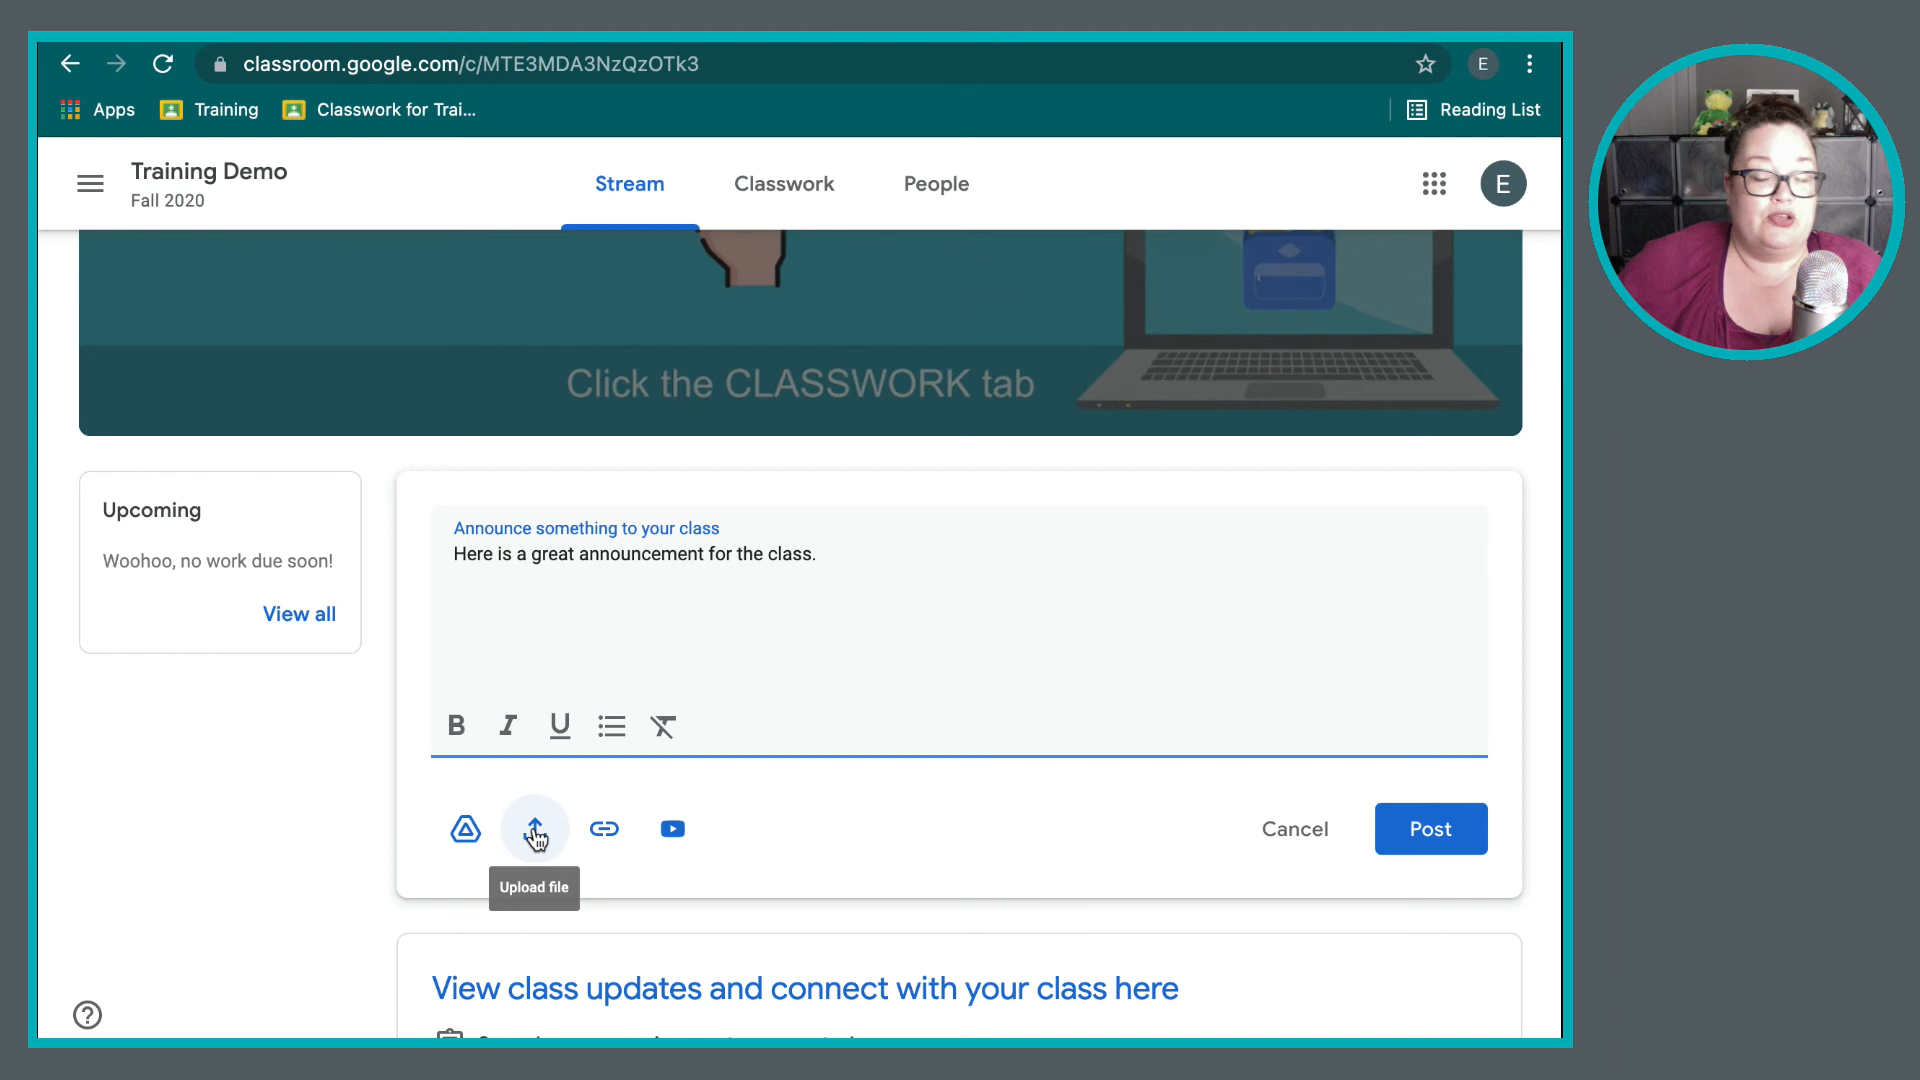 classroom.google.com/c/MTE3MDA3NzQzOTk3
E
Apps
Training
Classwork for Trai...
Reading List
Training Demo
Fall 2020
Stream
Classwork
People
E
Click the CLASSWORK tab
Upcoming
Woohoo, no work due soon!
View all
Announce something to your class
Here is a great announcement for the class.
B I U
Cancel
Post
Upload file
View class updates and connect with your class here